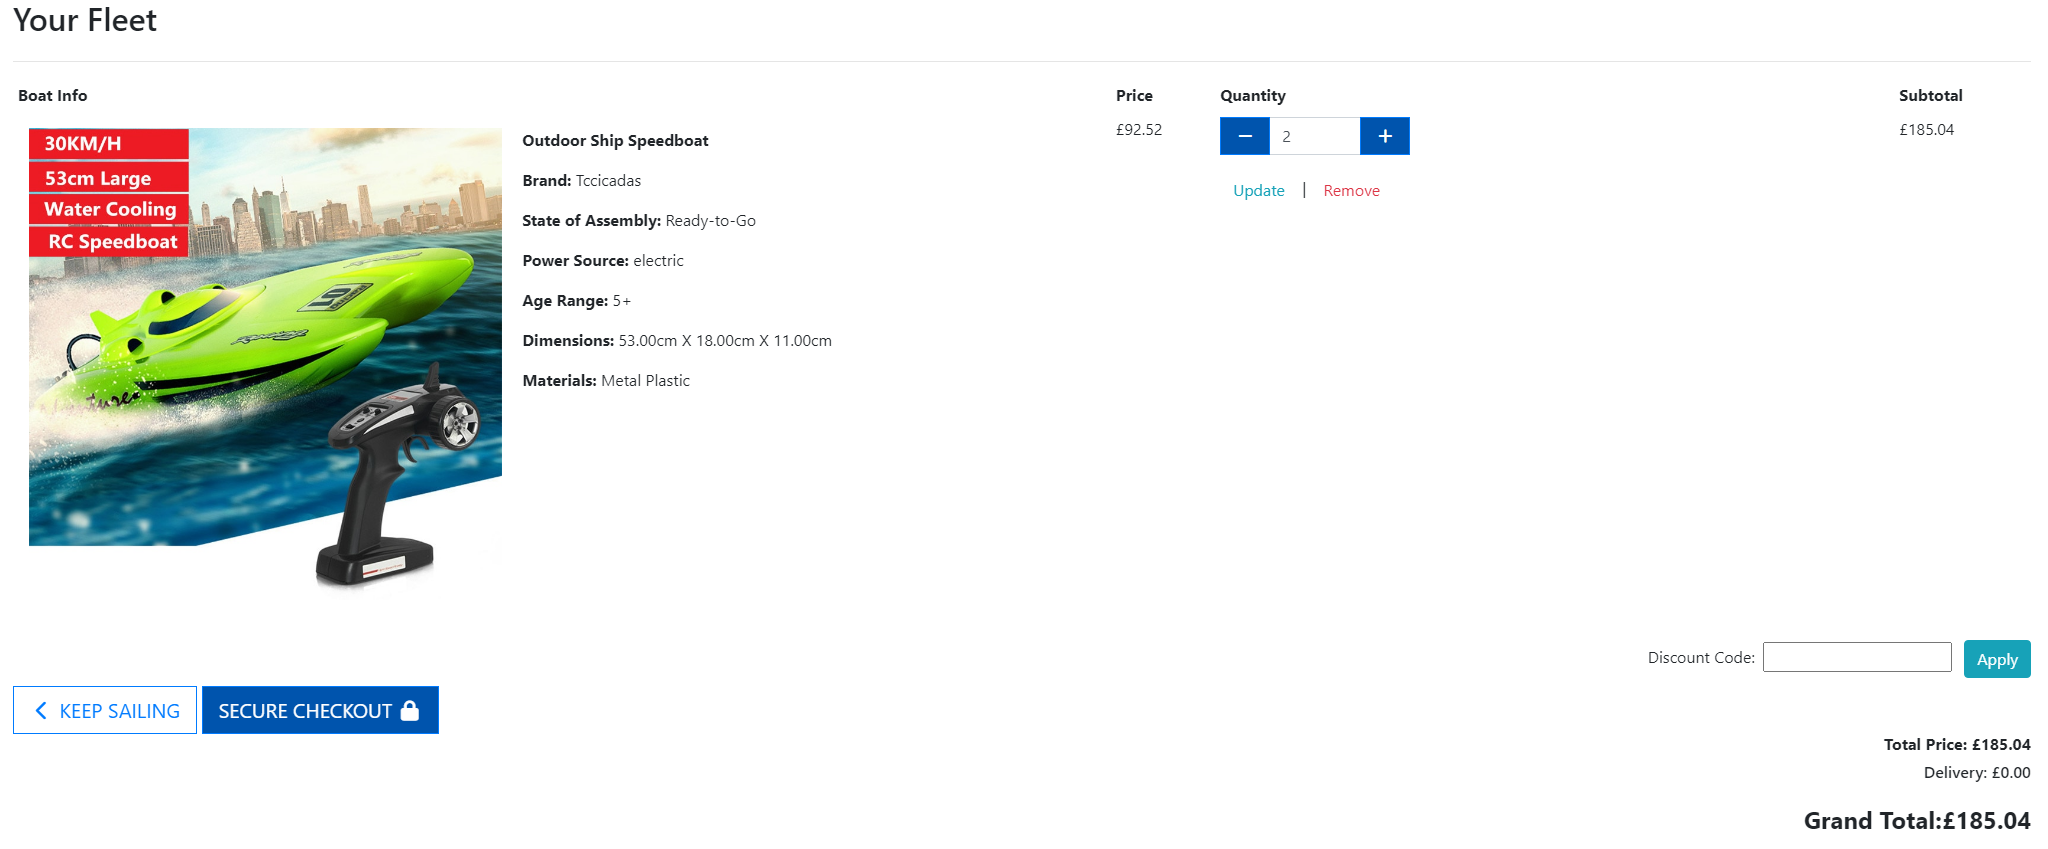 Your Fleet
Boat Info
Price
Quantity
Subtotal
30KM/H
53cm Large
Water Cooling
RC Speedboat
01
Outdoor Ship Speedboat
Brand: Tccicadas
State of Assembly: Ready-to-Go
Power Source: electric
Age Range: 5+
Dimensions: 53.00cm X 18.00cm X 11.00cm
Materials: Metal Plastic
£92.52
2
Update | Remove
£185.04
Discount Code:
Apply
KEEP SAILING
SECURE CHECKOUT
Total Price: £185.04
Delivery: £0.00
Grand Total:£185.04